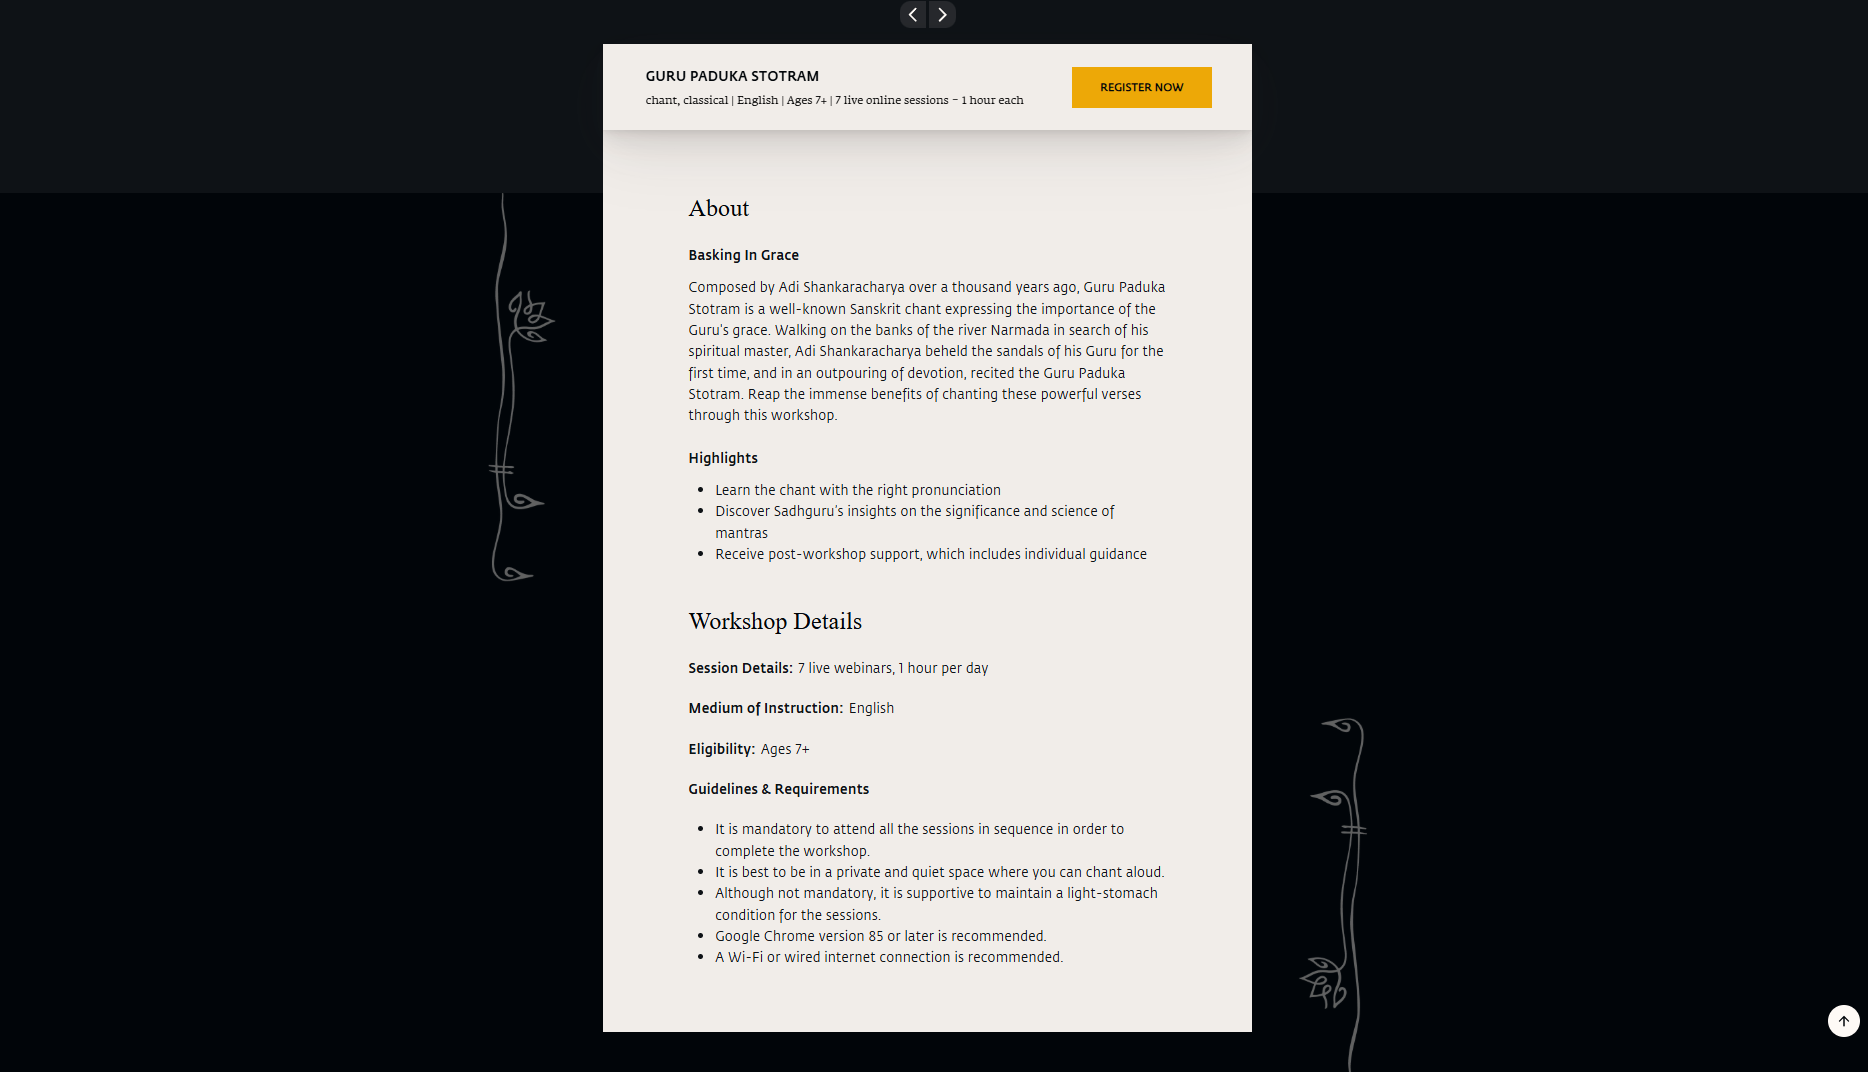 GURU PADUKA STOTRAM
chant, classical | English | Ages 7+ | 7 live online sessions – 1 hour each
REGISTER NOW
About
Basking In Grace
Composed by Adi Shankaracharya over a thousand years ago, Guru Paduka
Stotram is a well-known Sanskrit chant expressing the importance of the
Guru's grace. Walking on the banks of the river Narmada in search of his
spiritual master, Adi Shankaracharya beheld the sandals of his Guru for the
first time, and in an outpouring of devotion, recited the Guru Paduka
Stotram. Reap the immense benefits of chanting these powerful verses
through this workshop.
Highlights
• Learn the chant with the right pronunciation
• Discover Sadhguru's insights on the significance and science of
mantras
• Receive post-workshop support, which includes individual guidance
Workshop Details
Session Details: 7 live webinars, 1 hour per day
Medium of Instruction: English
Eligibility: Ages 7+
Guidelines & Requirements
• It is mandatory to attend all the sessions in sequence in order to
complete the workshop.
• It is best to be in a private and quiet space where you can chant aloud.
• Although not mandatory, it is supportive to maintain a light-stomach
condition for the sessions.
• Google Chrome version 85 or later is recommended.
• A Wi-Fi or wired internet connection is recommended.